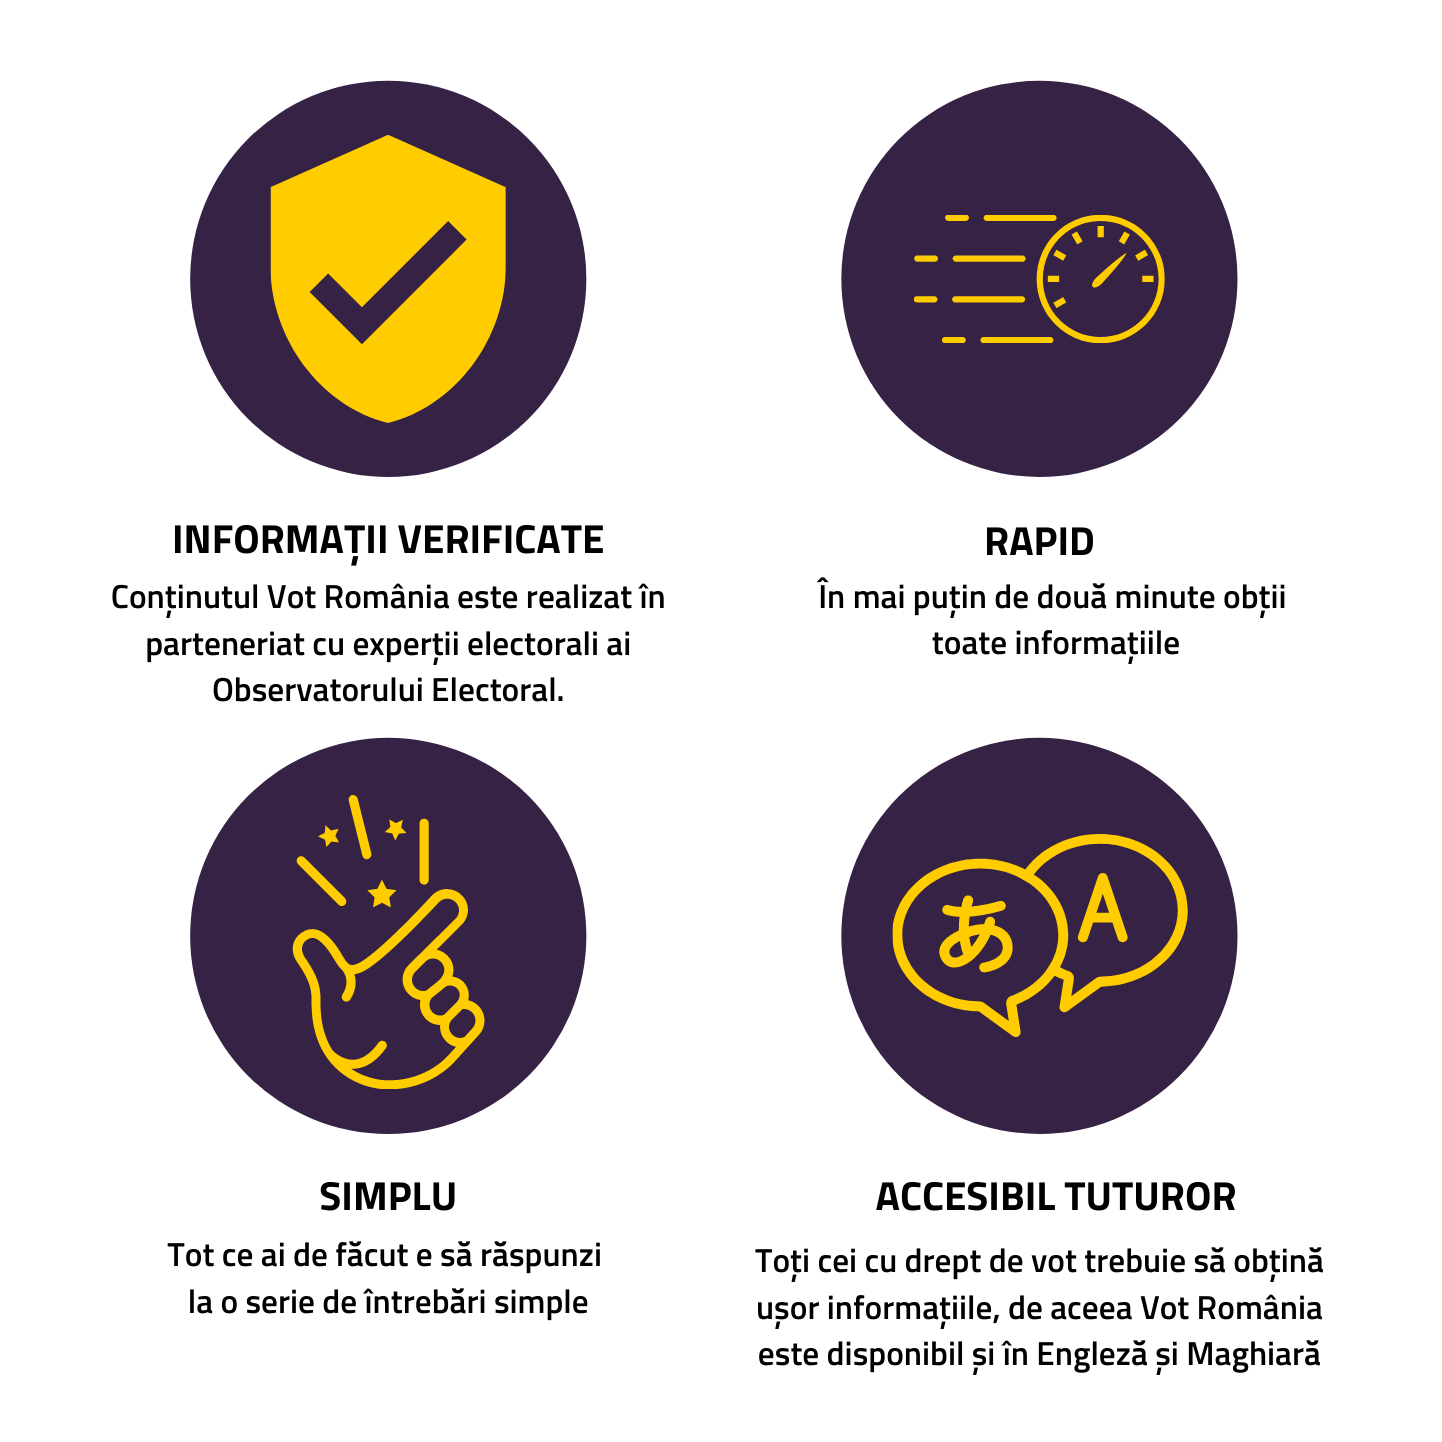 INFORMAȚII VERIFICATE
Conținutul Vot România este realizat în
parteneriat cu experții electorali ai
Observatorului Electoral.
RAPID
În mai puțin de două minute obții
toate informațiile
SIMPLU
Tot ce ai de făcut e să răspunzi
la o serie de întrebări simple
あ A
ACCESIBIL TUTUROR
Toți cei cu drept de vot trebuie să obțină
ușor informațiile, de aceea Vot România
este disponibil și în Engleză și Maghiară